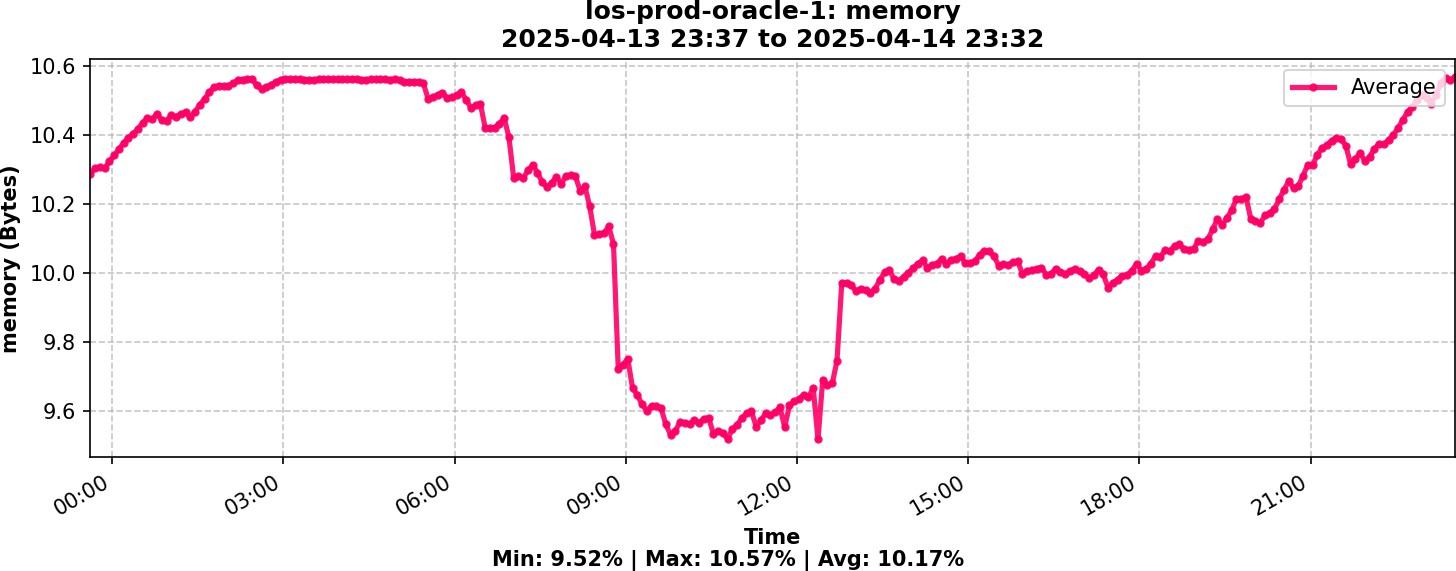 los-prod-oracle-1: memory
2025-04-13 23:37 to 2025-04-14 23:32
Average
memory (Bytes)
10.6
10.4
10.2
10.0
9.8
9.6
00:00
03:00
06:00
09:00
12:00
15:00
18:00
21:00
Time
Min: 9.52% | Max: 10.57% | Avg: 10.17%